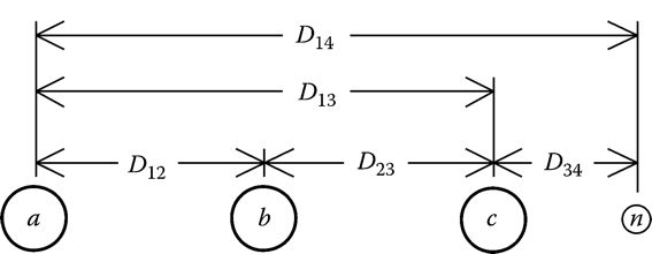 D₁₄
D₁₃
D₁₂ D₂₃ D₃₄
a b c n